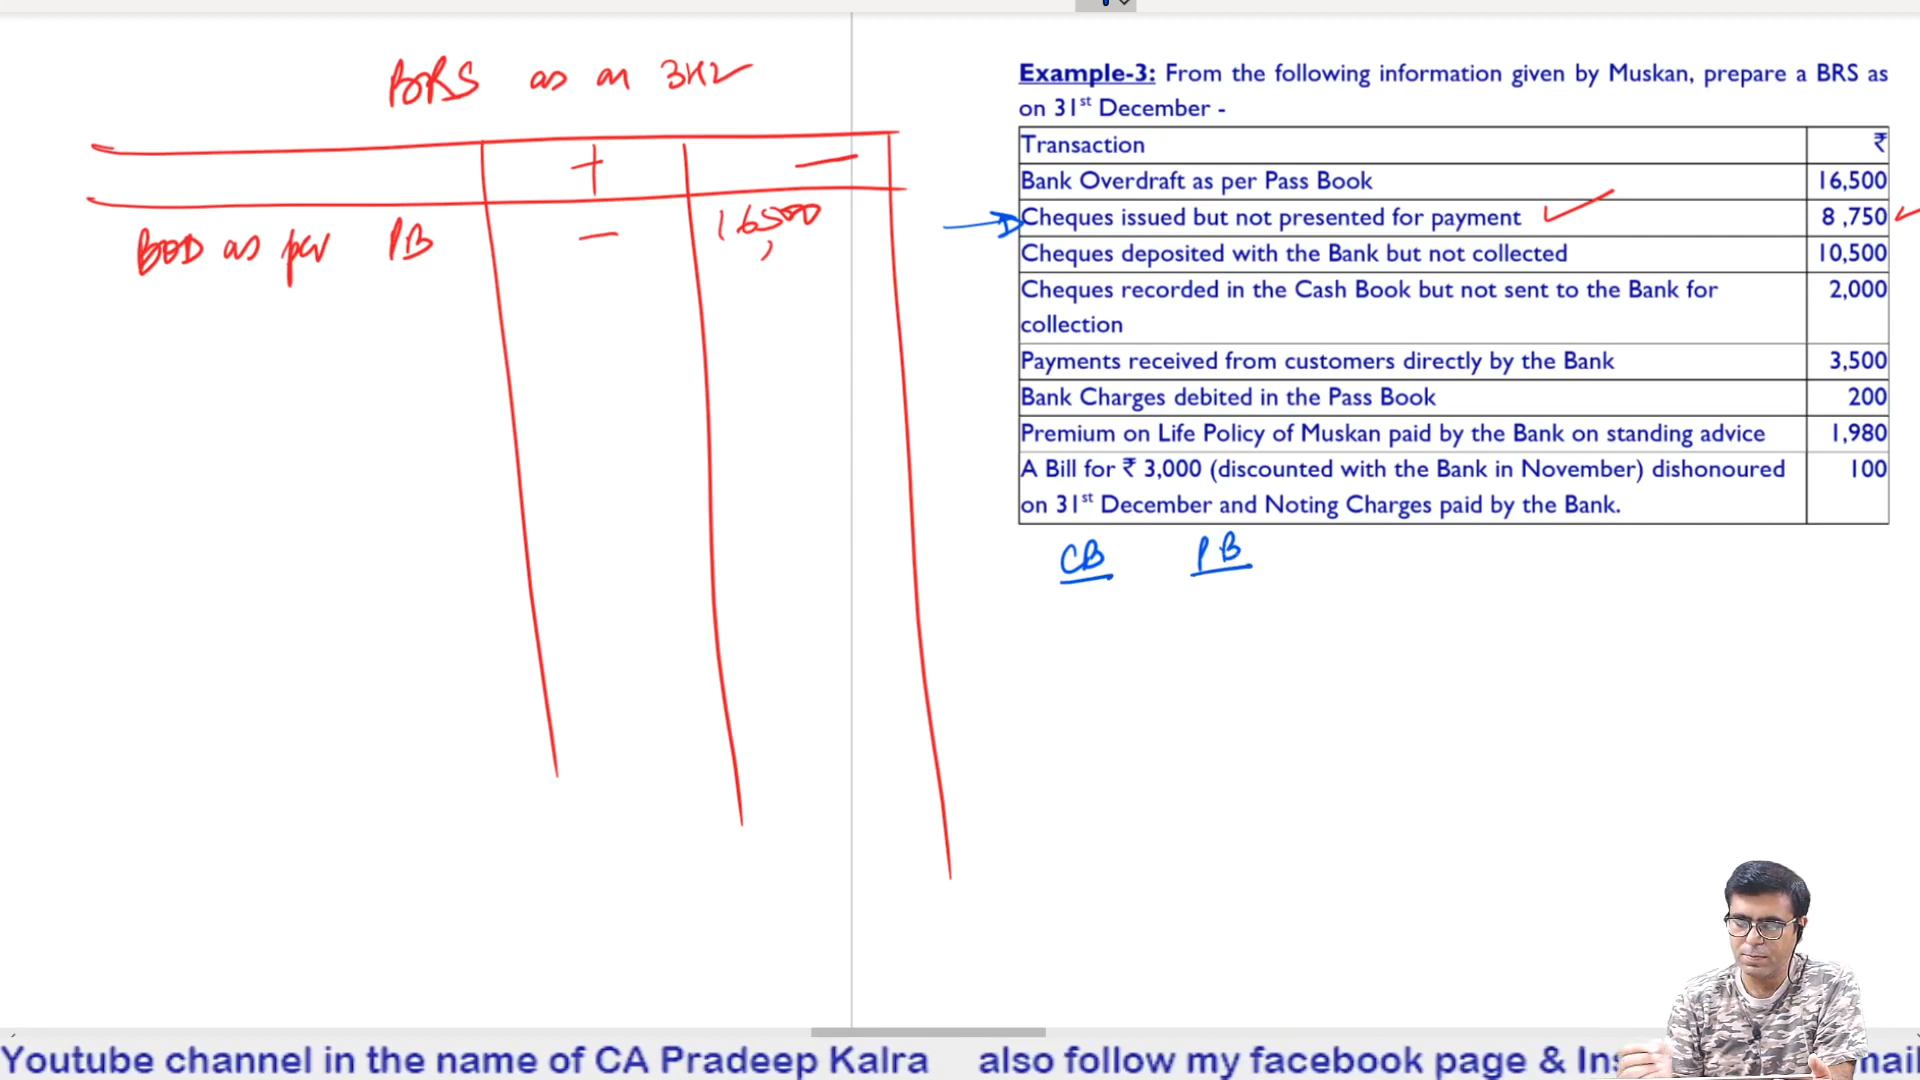 BRS as on 31.12
+ —
BOD as per PB — 16,500
Example-3: From the following information given by Muskan, prepare a BRS as
on 31st December -
Transaction ₹
Bank Overdraft as per Pass Book 16,500
Cheques issued but not presented for payment 8,750
Cheques deposited with the Bank but not collected 10,500
Cheques recorded in the Cash Book but not sent to the Bank for 2,000
collection
Payments received from customers directly by the Bank 3,500
Bank Charges debited in the Pass Book 200
Premium on Life Policy of Muskan paid by the Bank on standing advice 1,980
A Bill for ₹ 3,000 (discounted with the Bank in November) dishonoured 100
on 31st December and Noting Charges paid by the Bank.
CB PB
Youtube channel in the name of CA Pradeep Kalra also follow my facebook page & Ins